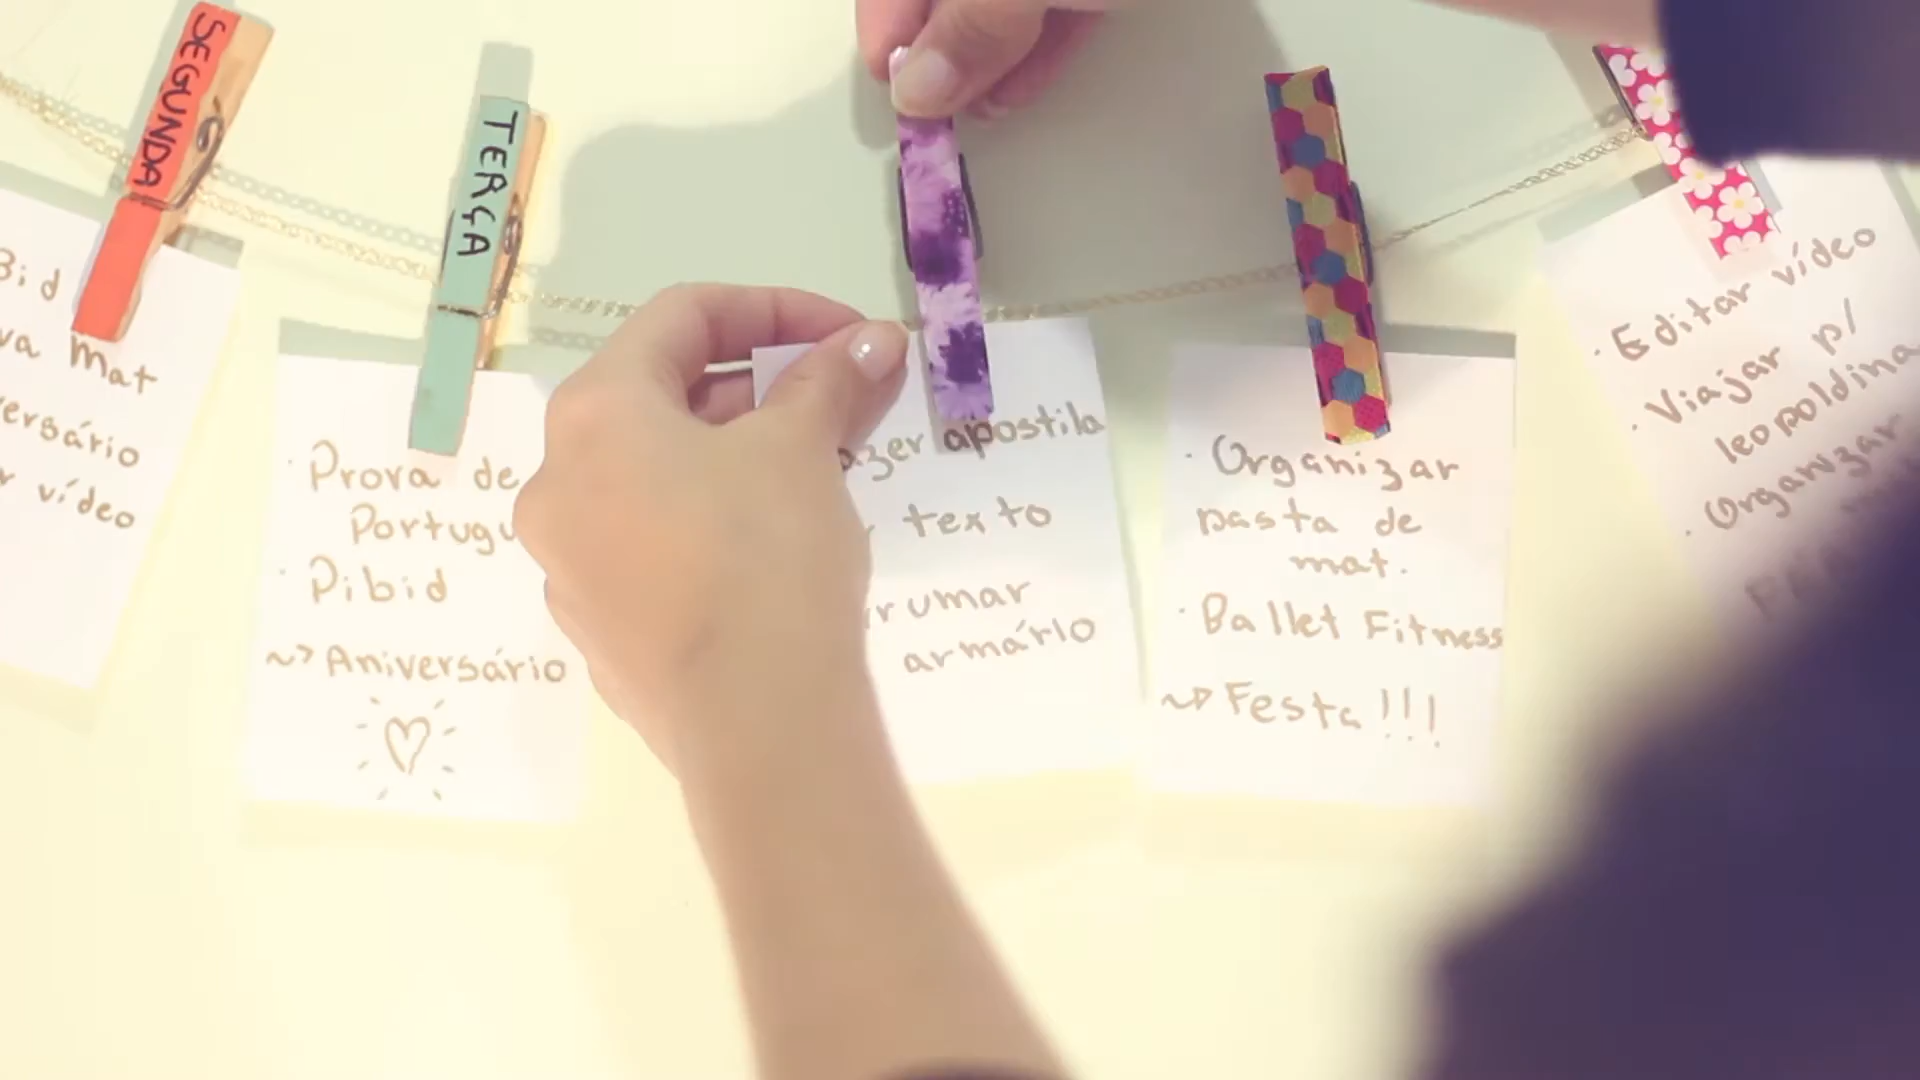 SEGUNDA
Bid
va Mat
versário
r vídeo
TERÇA
· Prova de
Portugu
· Pibid
~> Aniversário
azer apostila
r texto
rumar
armário
· Organizar
pasta de
mat.
· Ballet Fitness
~> Festa!!!
· Editar vídeo
· Viajar p/
leopoldina
· Organizar